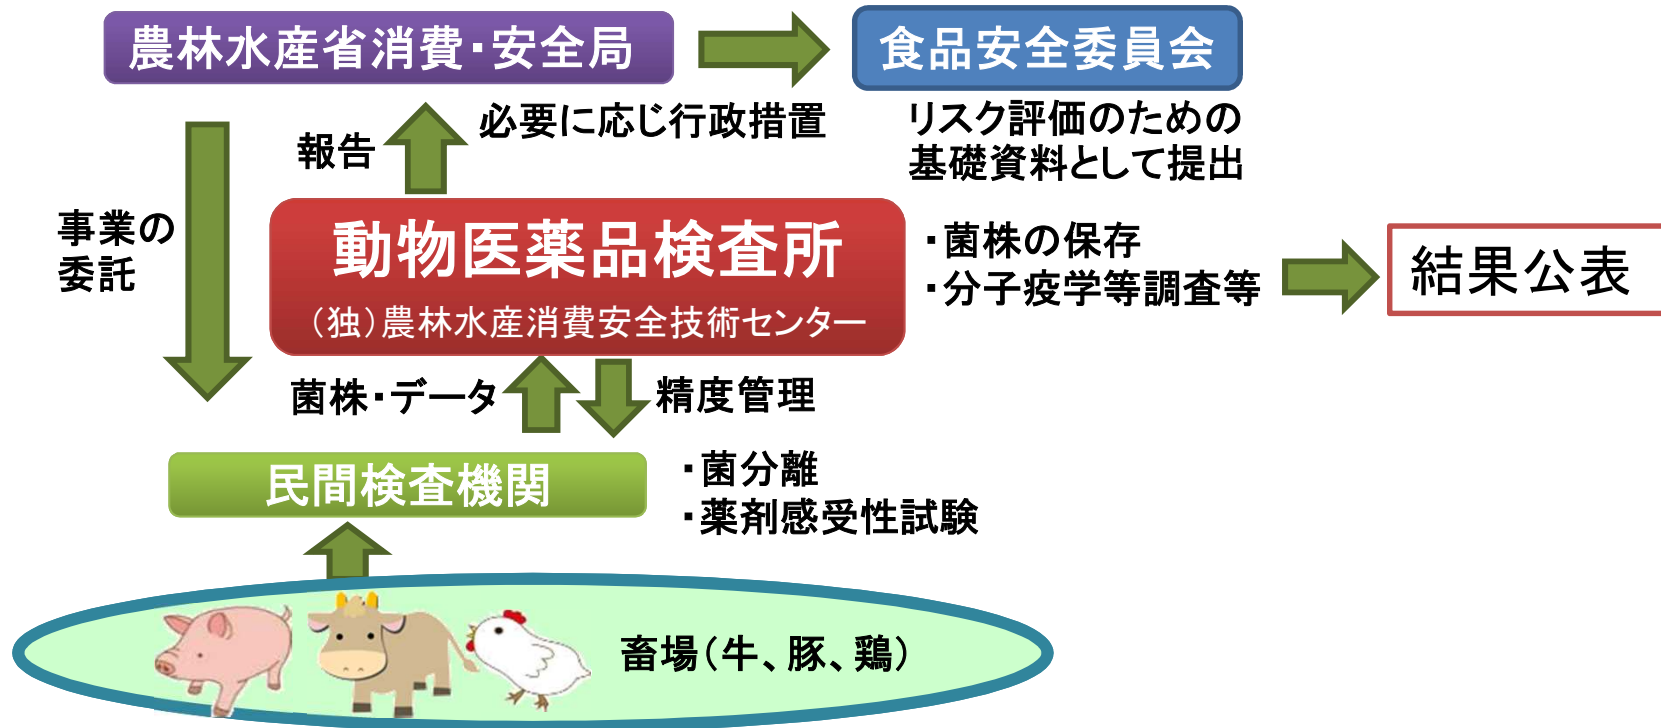 農林水産省消費・安全局
食品安全委員会
報告
必要に応じ行政措置
リスク評価のための
基礎資料として提出
事業の
委託
動物医薬品検査所
（独）農林水産消費安全技術センター
・菌株の保存
・分子疫学等調査等
結果公表
菌株・データ
精度管理
民間検査機関
・菌分離
・薬剤感受性試験
畜場（牛、豚、鶏）